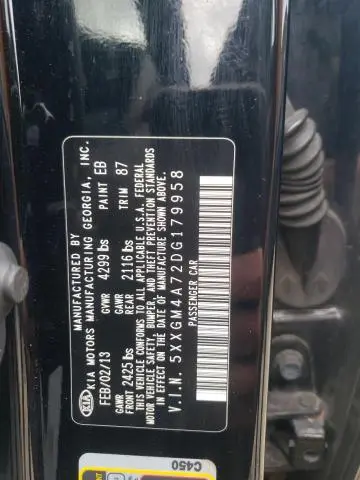 KIA
MANUFACTURED BY
KIA MOTORS MANUFACTURING GEORGIA, INC.
FEB/02/13 GVWR 4299 lbs PAINT EB
GAWR FRONT 2425 lbs GAWR REAR 2116 lbs TRIM 87
THIS VEHICLE CONFORMS TO ALL APPLICABLE U.S.A. FEDERAL
MOTOR VEHICLE SAFETY, BUMPER, AND THEFT PREVENTION STANDARDS
IN EFFECT ON THE DATE OF MANUFACTURE SHOWN ABOVE.
V.I.N. 5XXGM4A72DG179958
PASSENGER CAR
C450